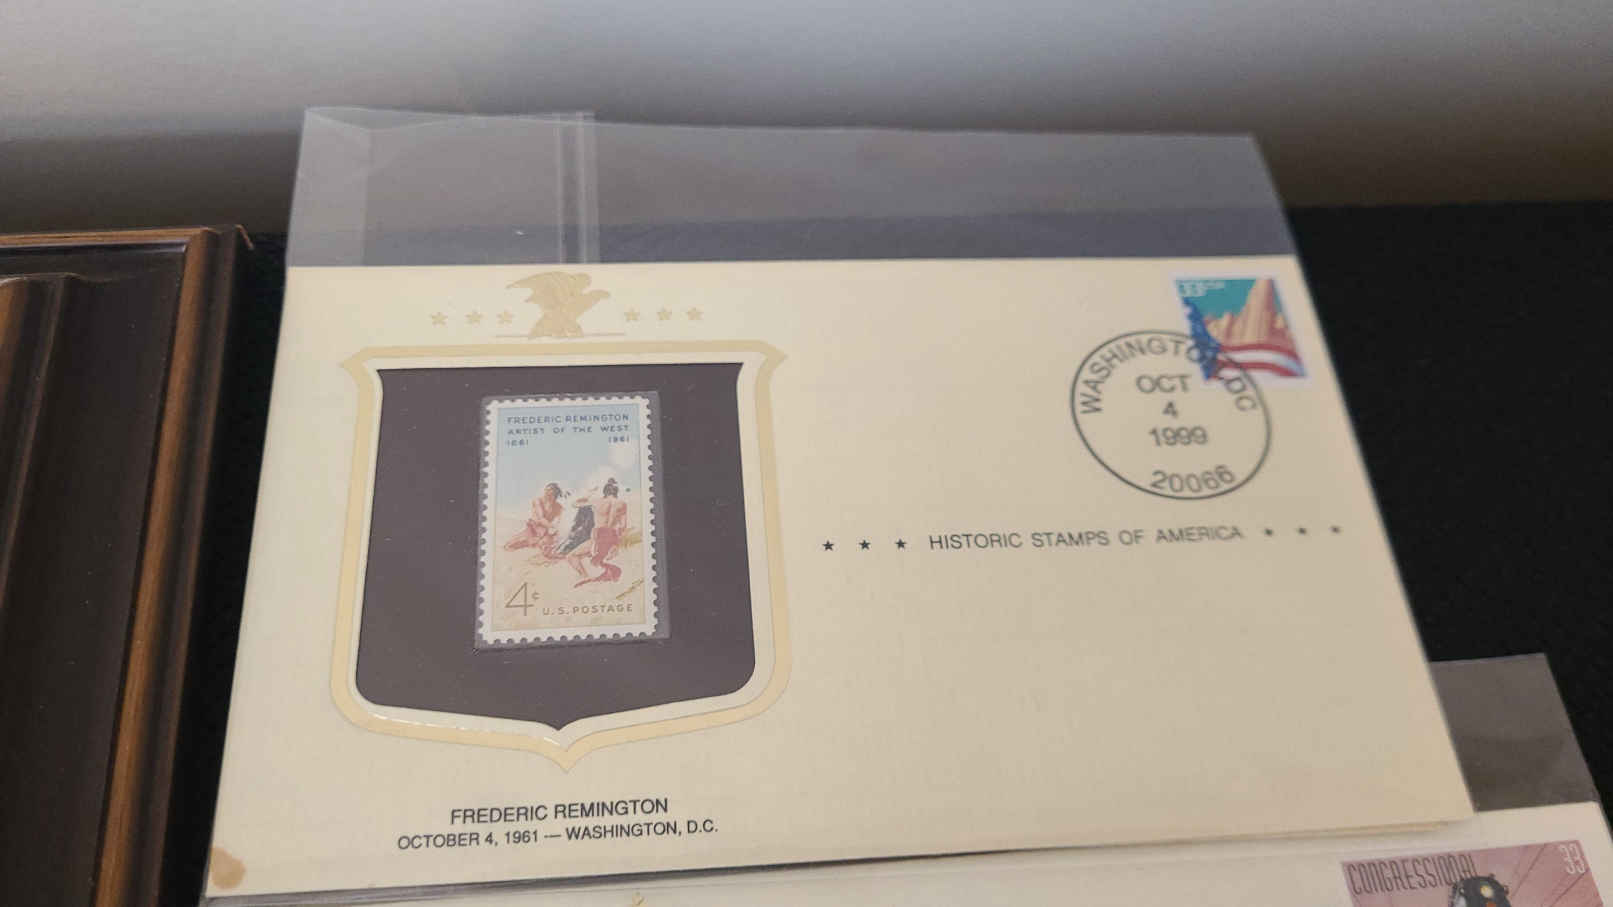 FREDERIC REMINGTON
ARTIST OF THE WEST
1861 1961
4¢ U.S. POSTAGE
33
WASHINGTON, DC
OCT
4
1999
20066
★ ★ ★ HISTORIC STAMPS OF AMERICA ★ ★ ★
FREDERIC REMINGTON
OCTOBER 4, 1961 — WASHINGTON, D.C.
CONGRESSIONAL
33